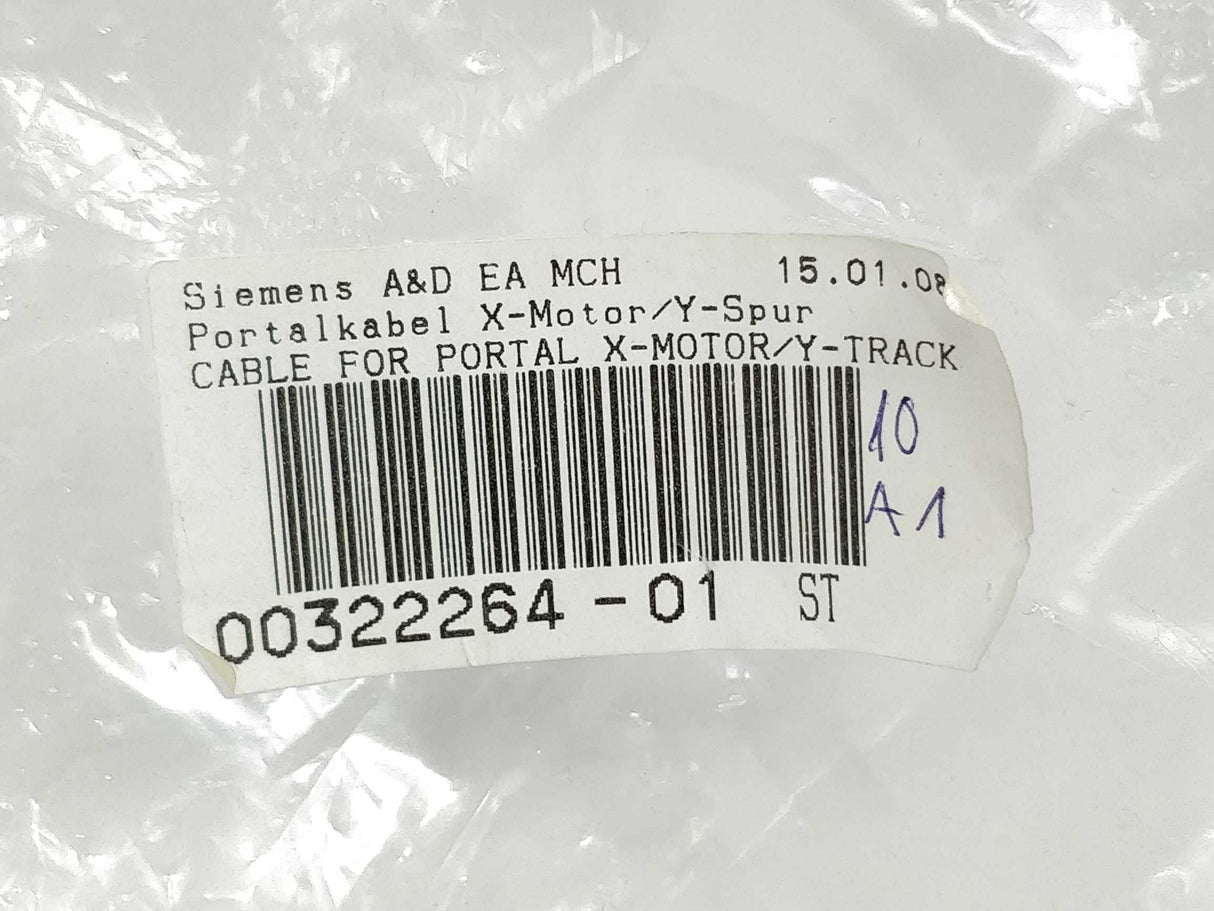 Siemens A&D EA MCH 15.01.08
Portalkabel X-Motor/Y-Spur
CABLE FOR PORTAL X-MOTOR/Y-TRACK
10
A1
00322264-01 ST